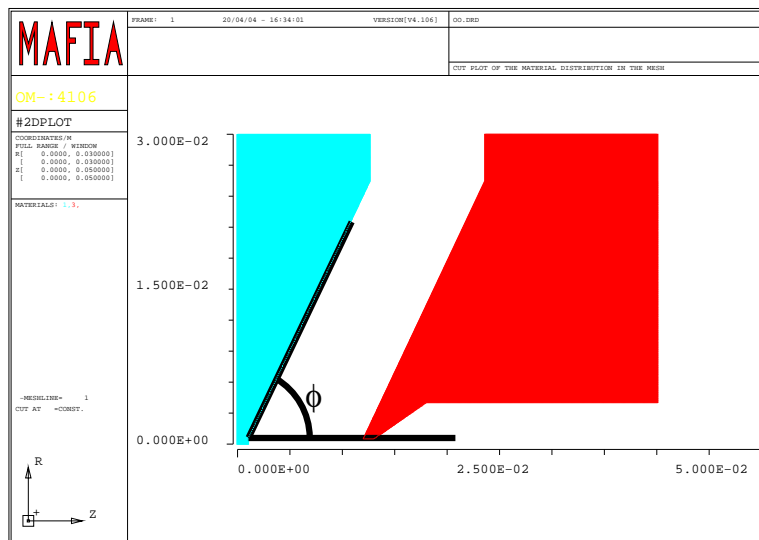 MAFIA
FRAME: 1 20/04/04 - 16:34:01 VERSION[V4.106] OO.DRD
CUT PLOT OF THE MATERIAL DISTRIBUTION IN THE MESH
OM-:4106
#2DPLOT
COORDINATES/M
FULL RANGE / WINDOW
R[ 0.0000, 0.030000]
[ 0.0000, 0.030000]
Z[ 0.0000, 0.050000]
[ 0.0000, 0.050000]
MATERIALS: 1,3,
-MESHLINE= 1
CUT AT =CONST.
R
Z
+
3.000E-02
1.500E-02
0.000E+00
ϕ
0.000E+00 2.500E-02 5.000E-02